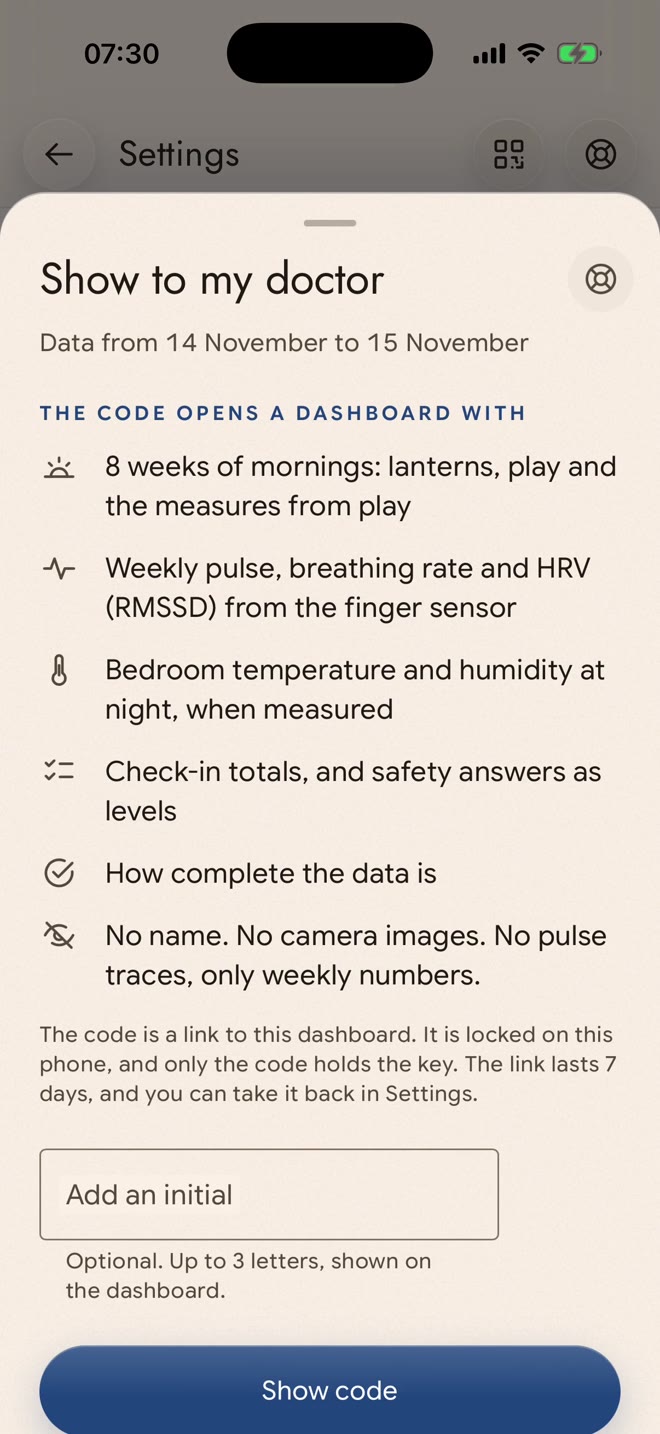 07:30
Settings
Show to my doctor
Data from 14 November to 15 November
THE CODE OPENS A DASHBOARD WITH
8 weeks of mornings: lanterns, play and
the measures from play
Weekly pulse, breathing rate and HRV
(RMSSD) from the finger sensor
Bedroom temperature and humidity at
night, when measured
Check-in totals, and safety answers as
levels
How complete the data is
No name. No camera images. No pulse
traces, only weekly numbers.
The code is a link to this dashboard. It is locked on this
phone, and only the code holds the key. The link lasts 7
days, and you can take it back in Settings.
Add an initial
Optional. Up to 3 letters, shown on
the dashboard.
Show code